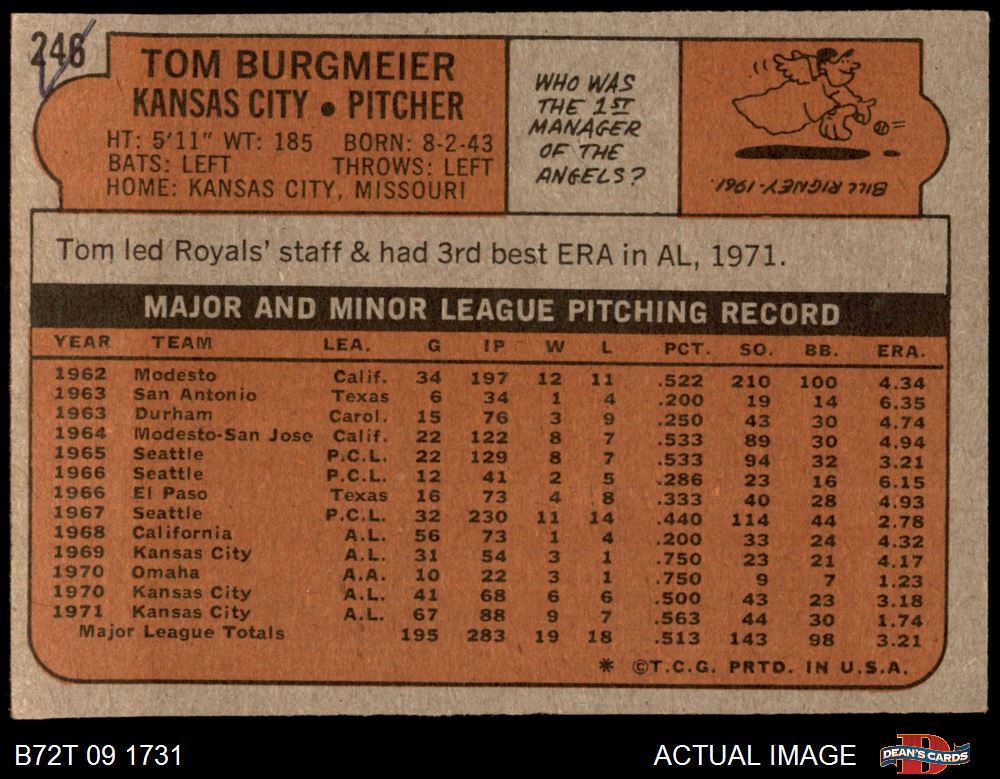 246
TOM BURGMEIER
KANSAS CITY • PITCHER
HT: 5'11" WT: 185 BORN: 8-2-43
BATS: LEFT THROWS: LEFT
HOME: KANSAS CITY, MISSOURI
WHO WAS
THE 1ST
MANAGER
OF THE
ANGELS?
BILL RIGNEY-1961.
Tom led Royals' staff & had 3rd best ERA in AL, 1971.
MAJOR AND MINOR LEAGUE PITCHING RECORD
YEAR TEAM LEA. G IP W L PCT. SO. BB. ERA.
1962 Modesto Calif. 34 197 12 11 .522 210 100 4.34
1963 San Antonio Texas 6 34 1 4 .200 19 14 6.35
1963 Durham Carol. 15 76 3 9 .250 43 30 4.74
1964 Modesto-San Jose Calif. 22 122 8 7 .533 89 30 4.94
1965 Seattle P.C.L. 22 129 8 7 .533 94 32 3.21
1966 Seattle P.C.L. 12 41 2 5 .286 23 16 6.15
1966 El Paso Texas 16 73 4 8 .333 40 28 4.93
1967 Seattle P.C.L. 32 230 11 14 .440 114 44 2.78
1968 California A.L. 56 73 1 4 .200 33 24 4.32
1969 Kansas City A.L. 31 54 3 1 .750 23 21 4.17
1970 Omaha A.A. 10 22 3 1 .750 9 7 1.23
1970 Kansas City A.L. 41 68 6 6 .500 43 23 3.18
1971 Kansas City A.L. 67 88 9 7 .563 44 30 1.74
Major League Totals 195 283 19 18 .513 143 98 3.21
* ©T.C.G. PRTD. IN U.S.A.
B72T 09 1731 ACTUAL IMAGE DEAN'S CARDS